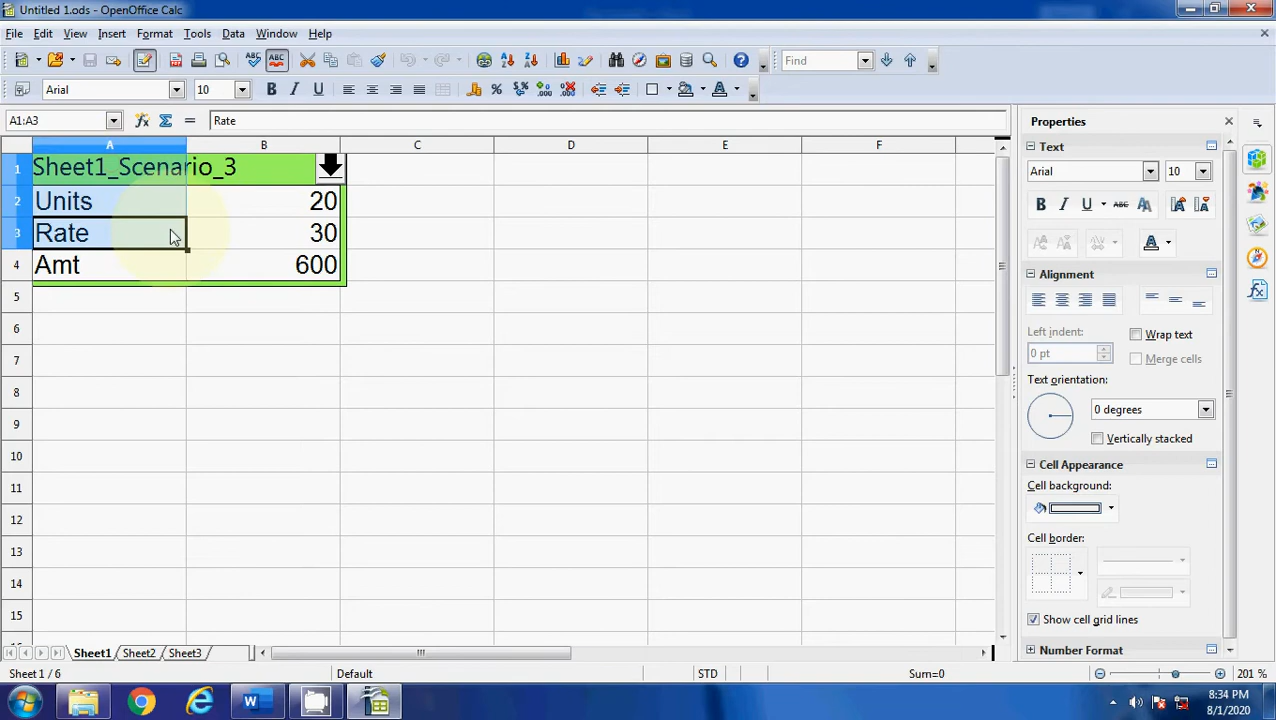 Untitled 1.ods - OpenOffice Calc
File Edit View Insert Format Tools Data Window Help
Find
Arial 10
A1:A3 Rate
A B C D E F
1 Sheet1_Scenario_3
2 Units 20
3 Rate 30
4 Amt 600
5
6
7
8
9
10
11
12
13
14
15
Properties
Text
Arial 10
Alignment
Left indent: Wrap text
0 pt Merge cells
Text orientation:
0 degrees
Vertically stacked
Cell Appearance
Cell background:
Cell border:
Show cell grid lines
Number Format
Sheet1 Sheet2 Sheet3
Sheet 1 / 6 Default STD Sum=0 201 %
8:34 PM
8/1/2020